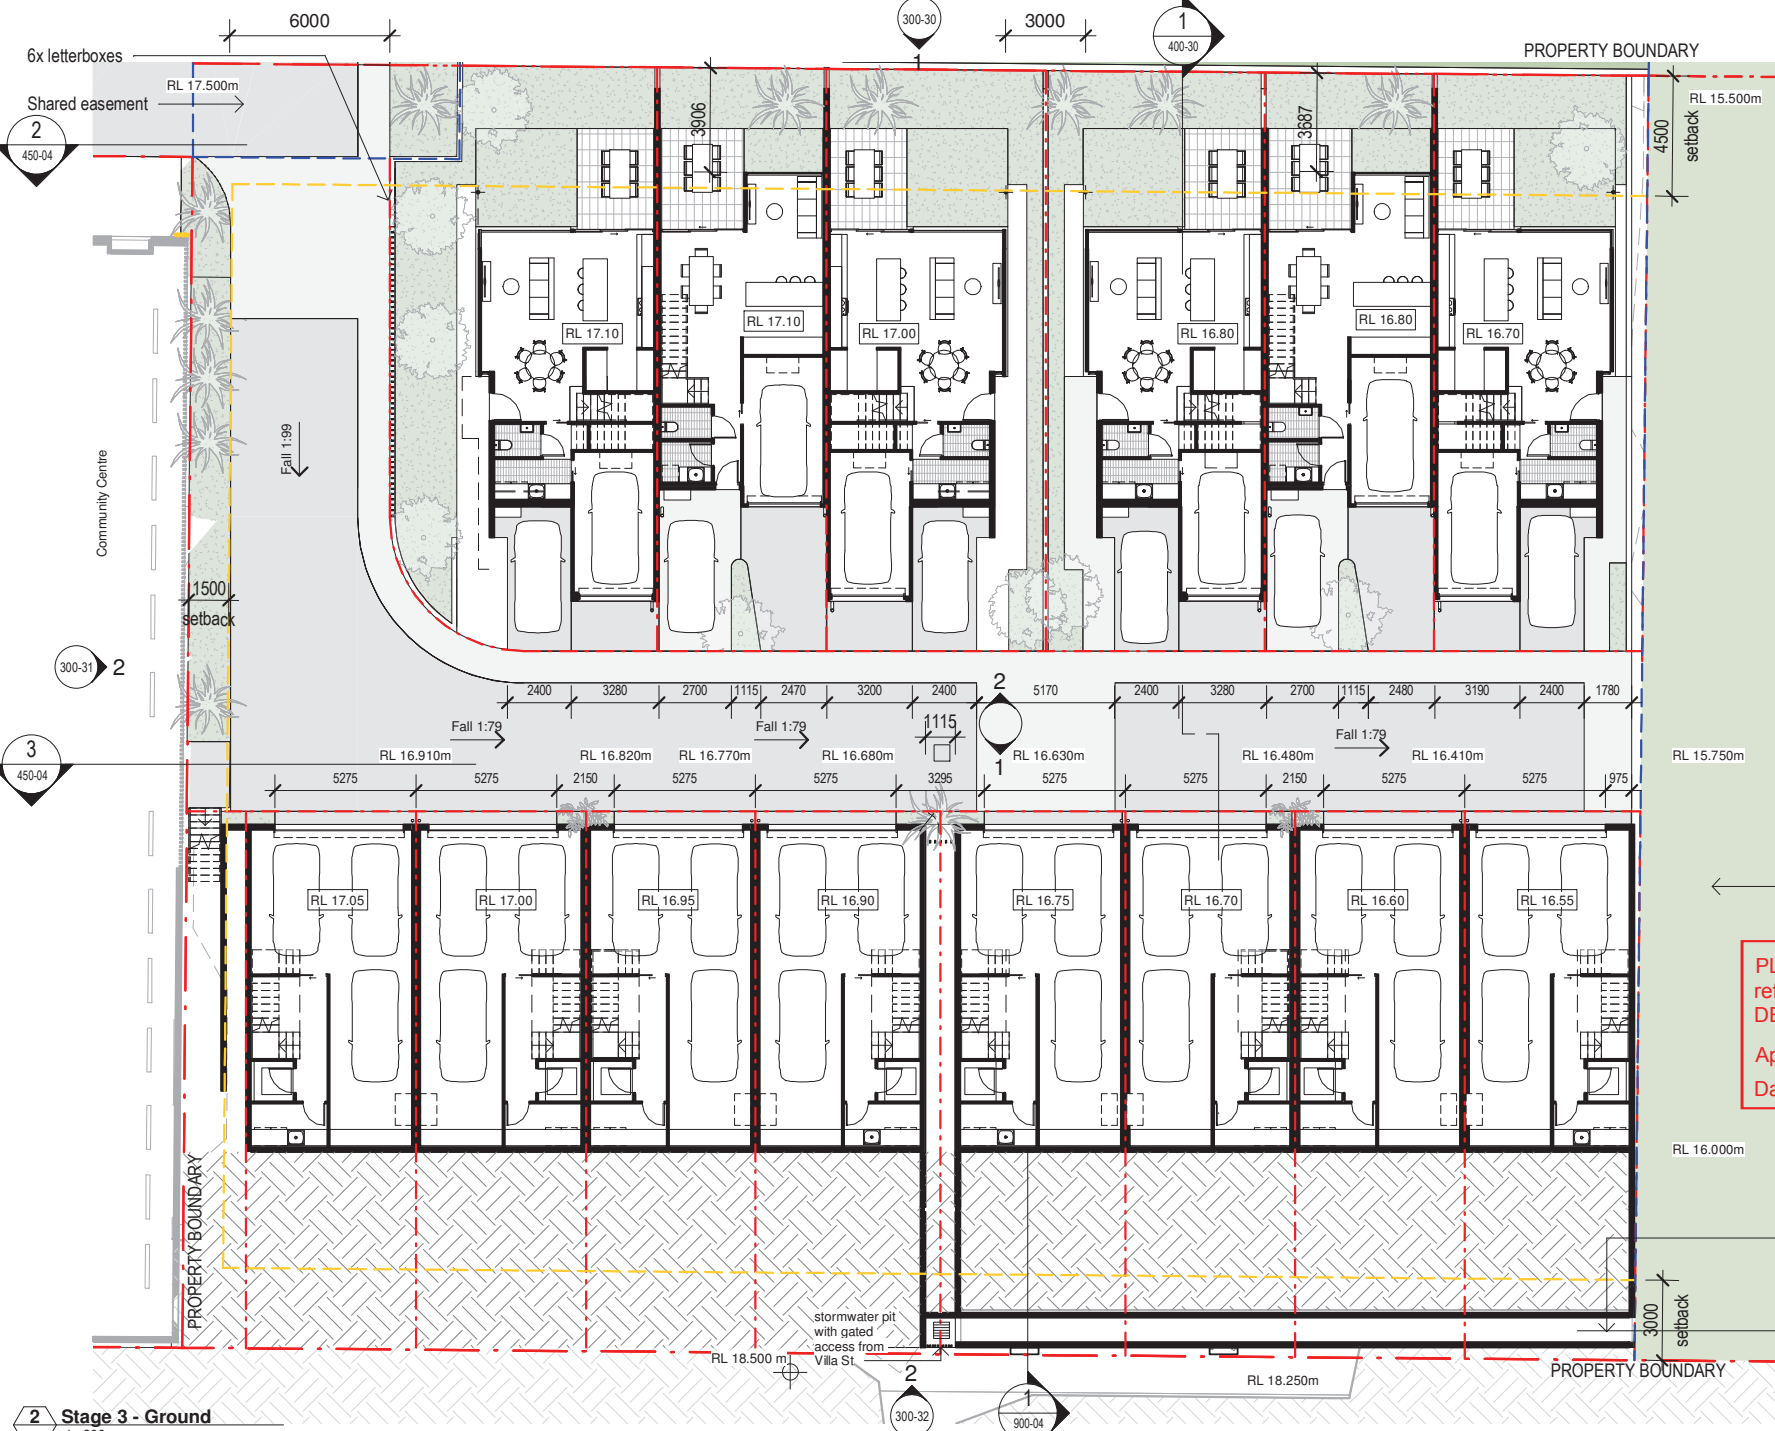 6000
300-30
1
3000
1
400-30
PROPERTY BOUNDARY
6x letterboxes
RL 17.500m
Shared easement
2
450-04
3906
3687
4500
setback
RL 15.500m
RL 17.10
RL 17.10
RL 17.00
RL 16.80
RL 16.80
RL 16.70
Fall 1:99
Community Centre
1500
setback
300-31
2
2400
3280
2700
1115
2470
3200
2400
2
5170
2400
3280
2700
1115
2480
3190
2400
1780
Fall 1:79
Fall 1:79
1115
Fall 1:79
3
450-04
RL 16.910m
RL 16.820m
RL 16.770m
RL 16.680m
1
RL 16.630m
RL 16.480m
RL 16.410m
RL 15.750m
5275
5275
2150
5275
5275
3295
5275
5275
2150
5275
5275
975
RL 17.05
RL 17.00
RL 16.95
RL 16.90
RL 16.75
RL 16.70
RL 16.60
RL 16.55
Da
RL 16.000m
PROPERTY BOUNDARY
3000
setback
stormwater pit
with gated
access from
Villa St
RL 18.500 m
2
300-32
1
900-04
RL 18.250m
PROPERTY BOUNDARY
2
Stage 3 - Ground